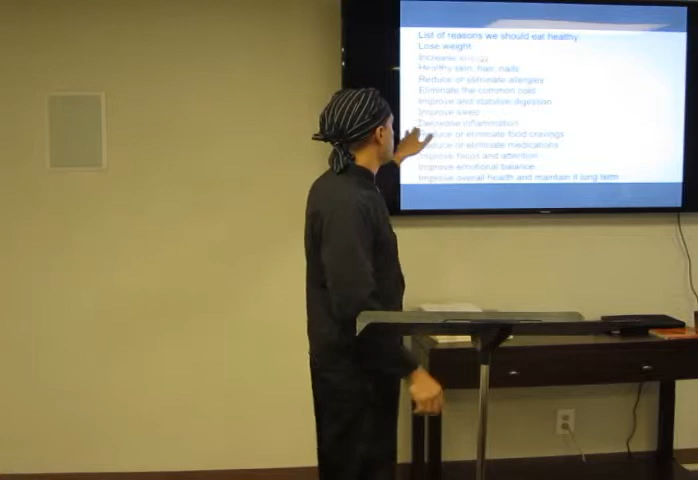 List of reasons we should eat healthy
Lose weight
Increase energy
Healthy skin, hair, nails
Reduce or eliminate allergies
Eliminate the common cold
Improve and stabilize digestion
Improve sleep
Decrease inflammation
Reduce or eliminate food cravings
Reduce or eliminate medications
Improve focus and attention
Improve emotional balance
Improve overall health and maintain it long term